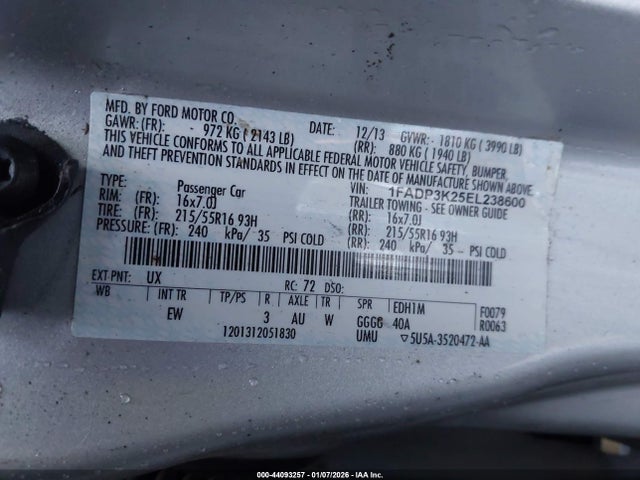 MFD. BY FORD MOTOR CO. DATE: 12/13 GVWR: 1810 KG ( 3990 LB)
GAWR: (FR): 972 KG ( 2143 LB) (RR): 880 KG ( 1940 LB)
THIS VEHICLE CONFORMS TO ALL APPLICABLE FEDERAL MOTOR VEHICLE SAFETY, BUMPER,
AND THEFT PREVENTION STANDARDS IN EFFECT ON THE DATE OF MANUFACTURE SHOWN ABOVE.
VIN: 1FADP3K25EL238600
TYPE: Passenger Car TRAILER TOWING - SEE OWNER GUIDE
RIM: (FR) 16x7.0J (RR) 16x7.0J
TIRE: (FR) 215/55R16 93H (RR) 215/55R16 93H
PSR: (FR) 240 kPa/ 35 PSI COLD (RR) 240 kPa/ 35 PSI COLD
EXT PNT: UX RC: 72 DSO:
WB INT TR TP/PS R AXLE TR SPR EDH1M F0079
EW 3 AU W GGGG 40A R0063
1201312051830 UMU ▽5U5A-3520472-AA
000-44093257 - 01/07/2026 - IAA Inc.